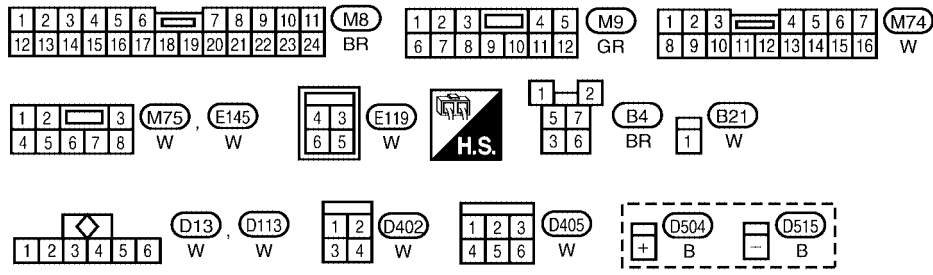 1 2 3 4 5 6 7 8 9 10 11 M8
12 13 14 15 16 17 18 19 20 21 22 23 24 BR
1 2 3 4 5 M9
6 7 8 9 10 11 12 GR
1 2 3 4 5 6 7 M74
8 9 10 11 12 13 14 15 16 W
1 2 3 M75 , E145
4 5 6 7 8 W W
4 3 E119
6 5 W
H.S.
1 2
5 7 B4
3 6 BR
B21
1 W
D13 , D113
1 2 3 4 5 6 W W
1 2 D402
3 4 W
1 2 3 D405
4 5 6 W
D504
+ B
D515
− B